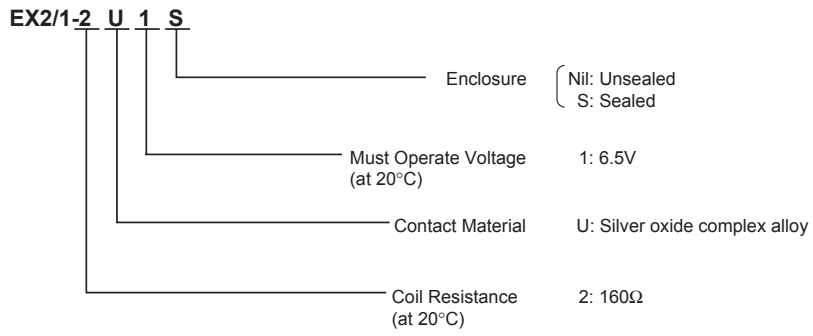 EX2/1-2 U 1 S
Enclosure Nil: Unsealed
S: Sealed
Must Operate Voltage 1: 6.5V
(at 20°C)
Contact Material U: Silver oxide complex alloy
Coil Resistance 2: 160Ω
(at 20°C)